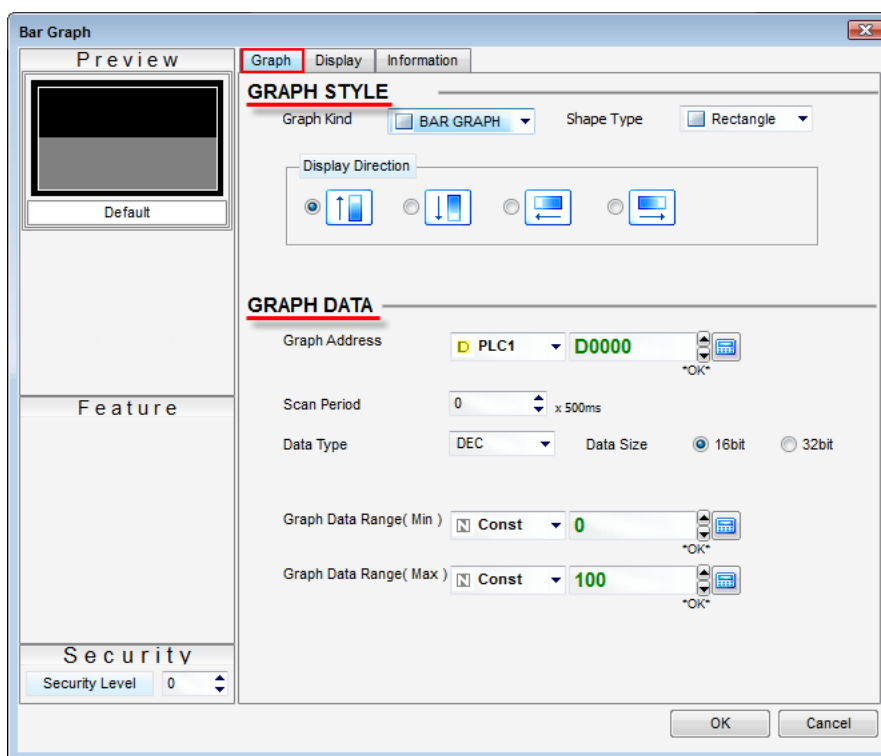 Bar Graph
Preview
Default
Feature
Security
Security Level 0
Graph Display Information
GRAPH STYLE
Graph Kind BAR GRAPH Shape Type Rectangle
Display Direction
GRAPH DATA
Graph Address D PLC1 D0000
*OK*
Scan Period 0 x 500ms
Data Type DEC Data Size 16bit 32bit
Graph Data Range( Min ) N Const 0
*OK*
Graph Data Range( Max ) N Const 100
*OK*
OK Cancel